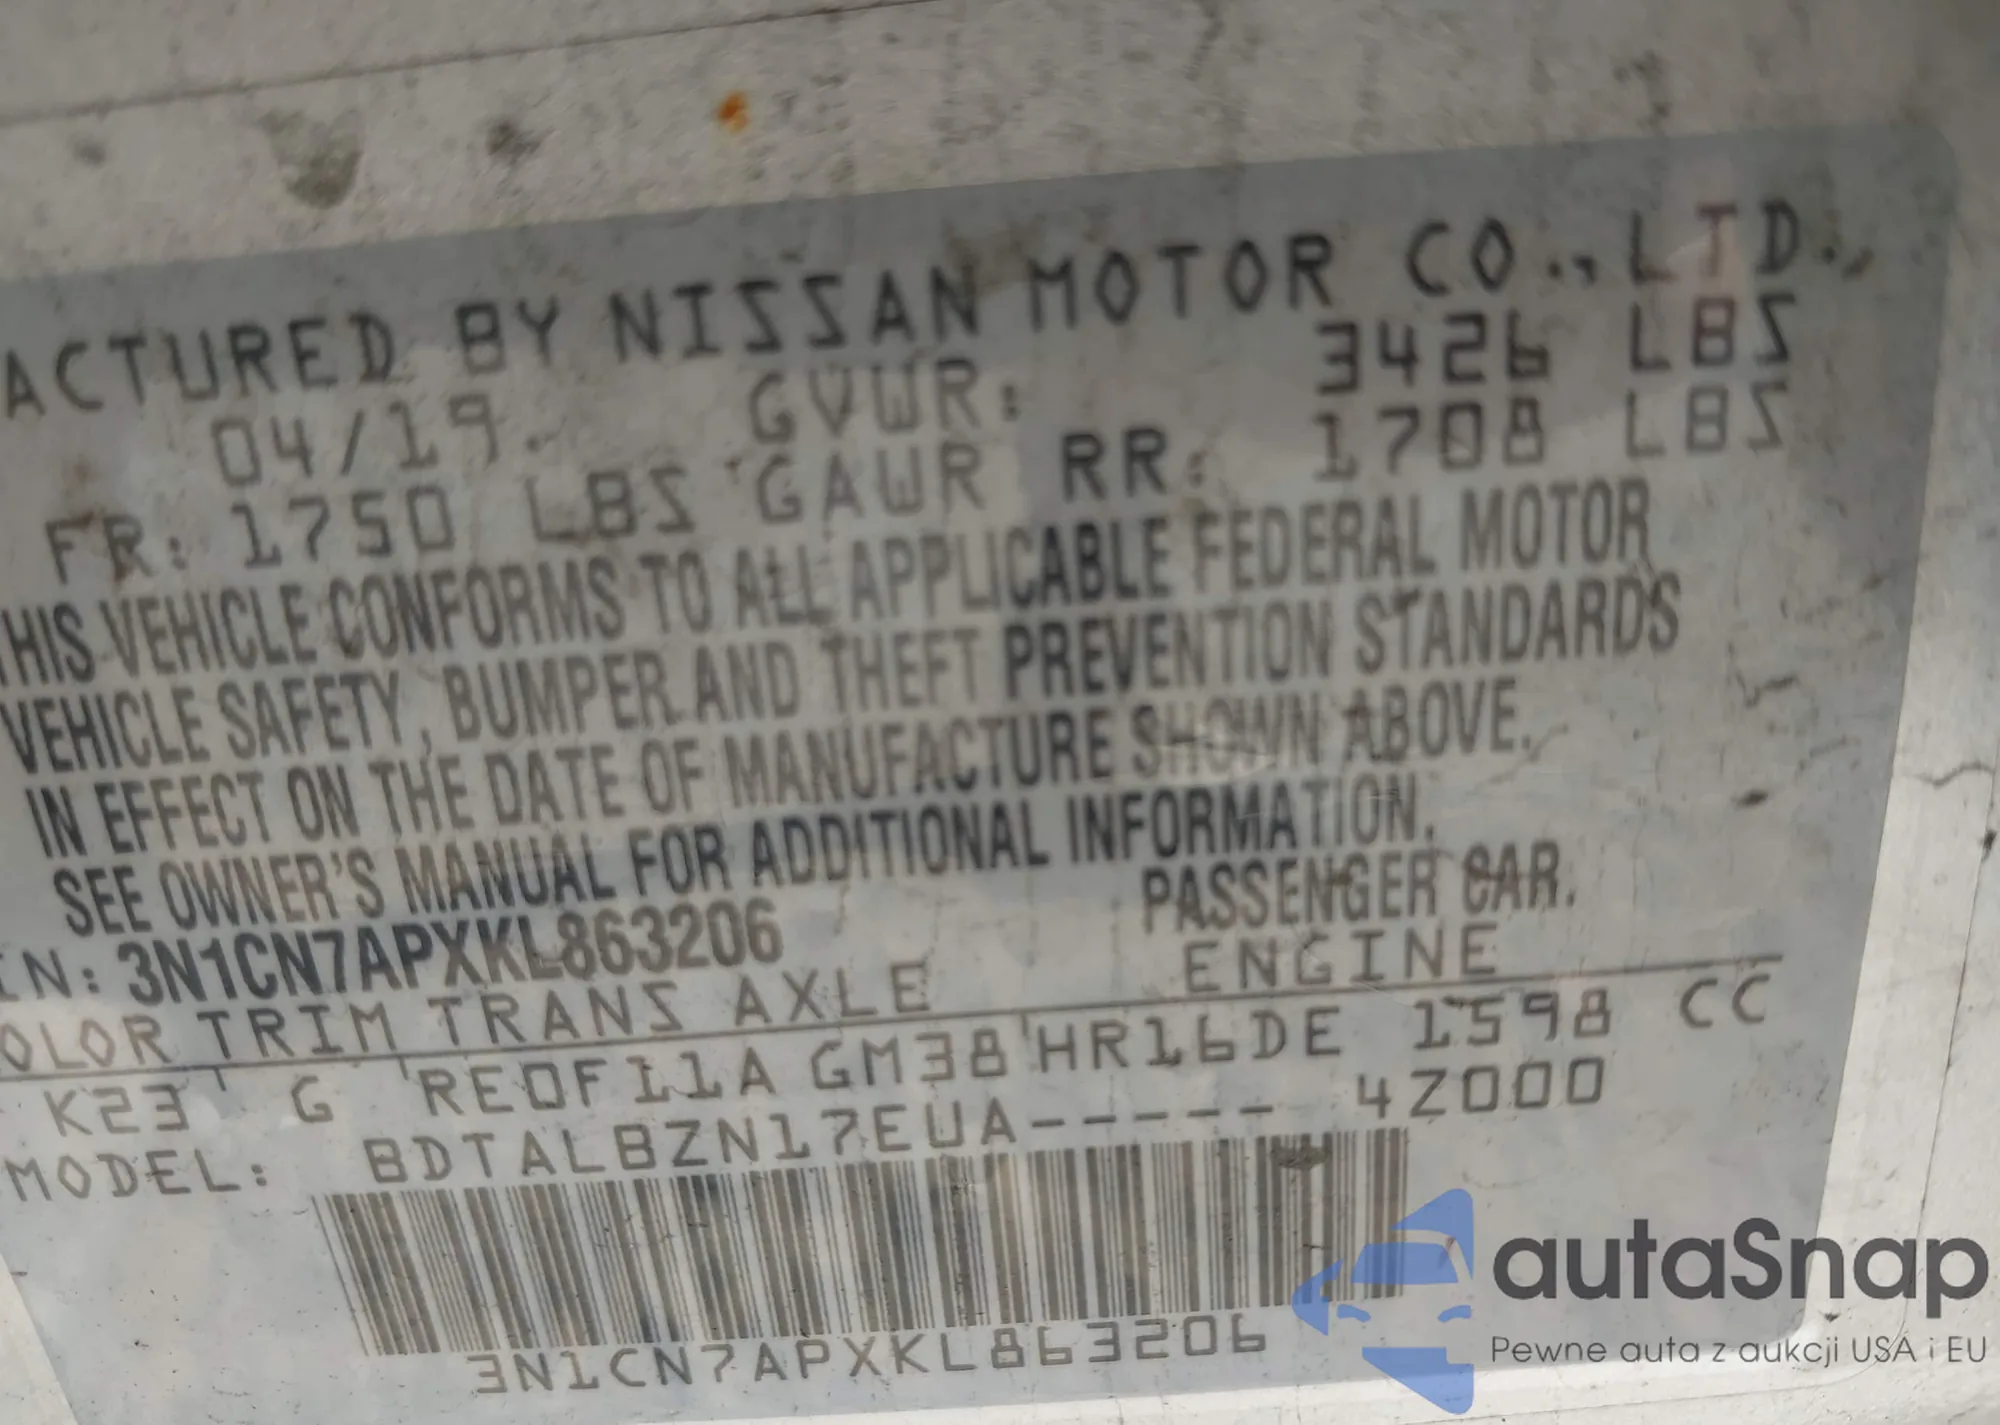 ACTURED BY NISSAN MOTOR CO., LTD.,
04/19. GVWR: 3426 LBS
FR: 1750 LBS GAWR RR: 1708 LBS
THIS VEHICLE CONFORMS TO ALL APPLICABLE FEDERAL MOTOR
VEHICLE SAFETY, BUMPER AND THEFT PREVENTION STANDARDS
IN EFFECT ON THE DATE OF MANUFACTURE SHOWN ABOVE.
SEE OWNER'S MANUAL FOR ADDITIONAL INFORMATION.
IN: 3N1CN7APXKL863206 PASSENGER CAR.
OLOR TRIM TRANS AXLE ENGINE
K23 G RE0F11A GM38 HR16DE 1598 CC
MODEL: BDTALBZN17EUA----- 4Z000
3N1CN7APXKL863206
autaSnap
Pewne auta z aukcji USA i EU